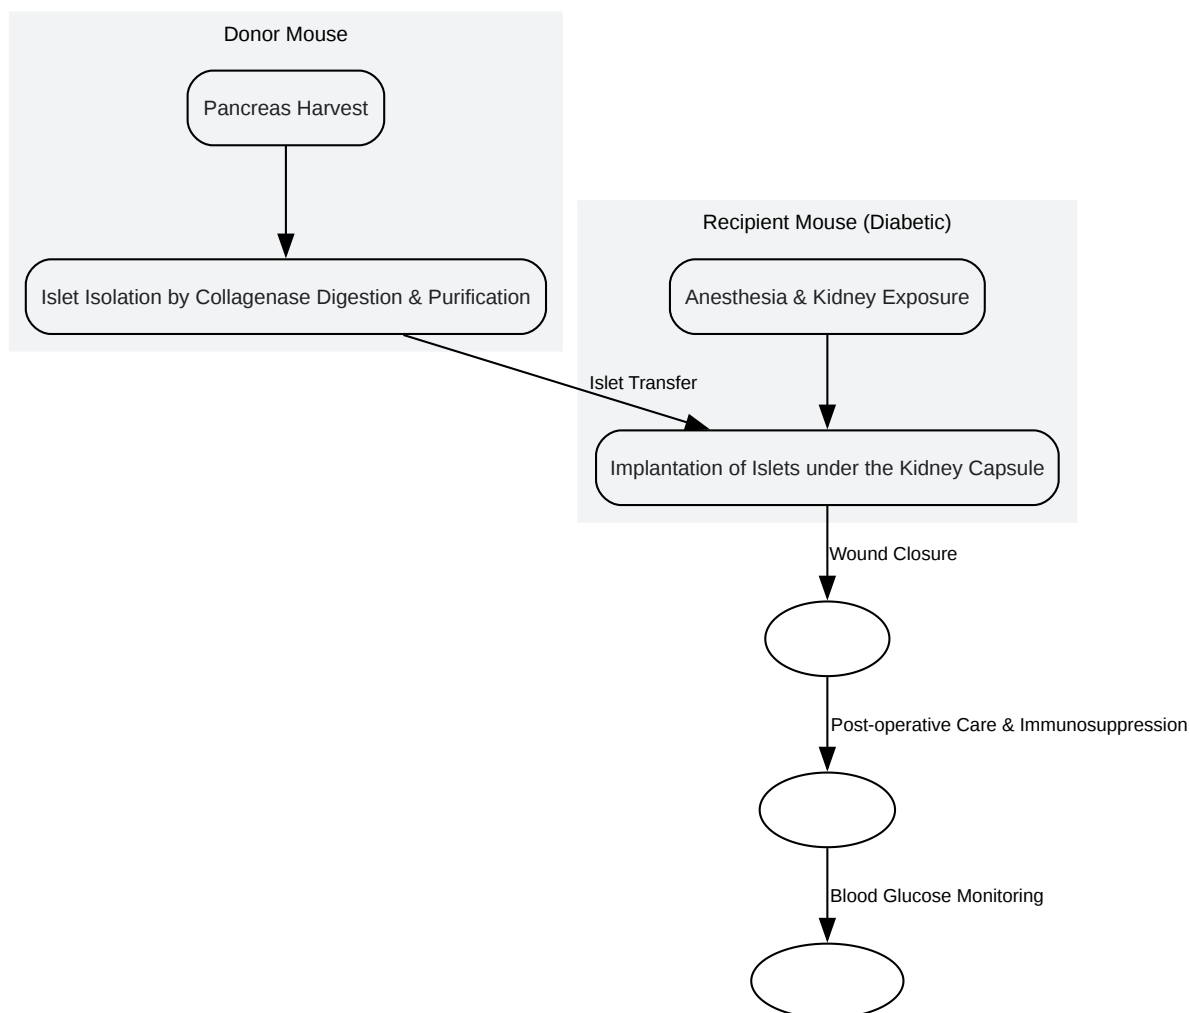 Donor Mouse
Pancreas Harvest
Islet Isolation by Collagenase Digestion & Purification
Recipient Mouse (Diabetic)
Anesthesia & Kidney Exposure
Islet Transfer
Implantation of Islets under the Kidney Capsule
Wound Closure
Post-operative Care & Immunosuppression
Blood Glucose Monitoring